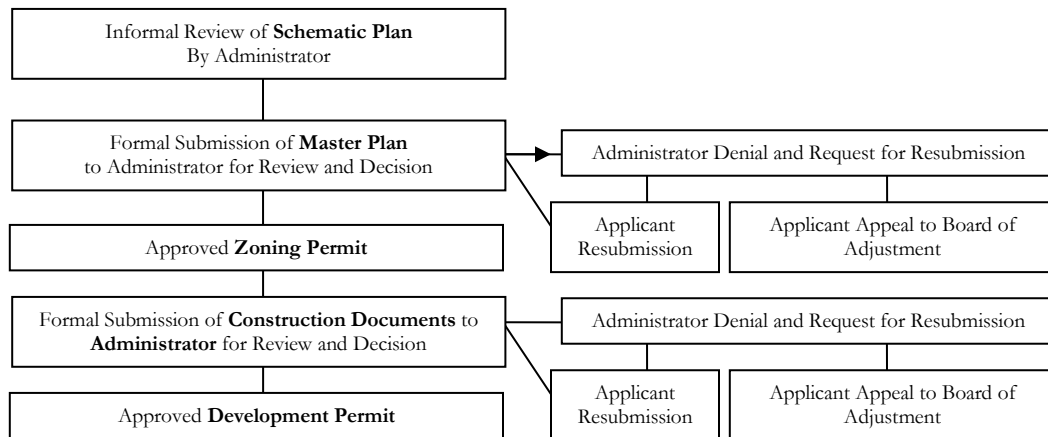 Informal Review of Schematic Plan
By Administrator
Formal Submission of Master Plan
to Administrator for Review and Decision
Administrator Denial and Request for Resubmission
Applicant
Resubmission
Applicant Appeal to Board of
Adjustment
Approved Zoning Permit
Formal Submission of Construction Documents to
Administrator for Review and Decision
Administrator Denial and Request for Resubmission
Applicant
Resubmission
Applicant Appeal to Board of
Adjustment
Approved Development Permit